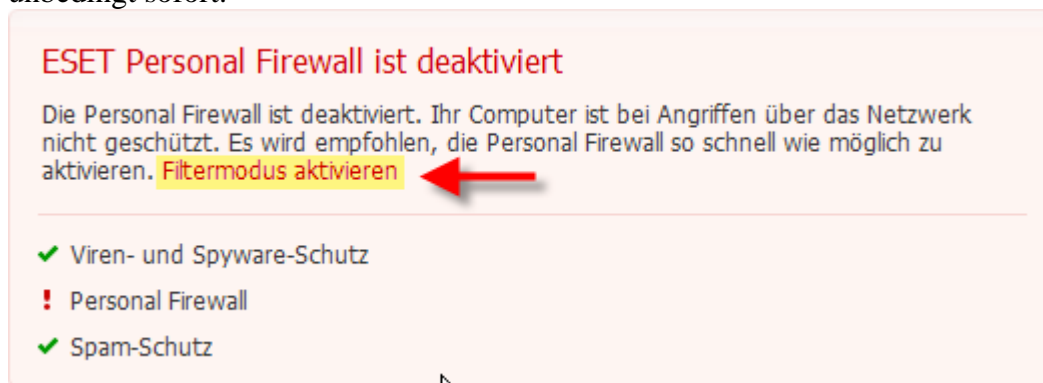 unbedingt sofort.
ESET Personal Firewall ist deaktiviert
Die Personal Firewall ist deaktiviert. Ihr Computer ist bei Angriffen über das Netzwerk
nicht geschützt. Es wird empfohlen, die Personal Firewall so schnell wie möglich zu
aktivieren. Filtermodus aktivieren
Viren- und Spyware-Schutz
Personal Firewall
Spam-Schutz